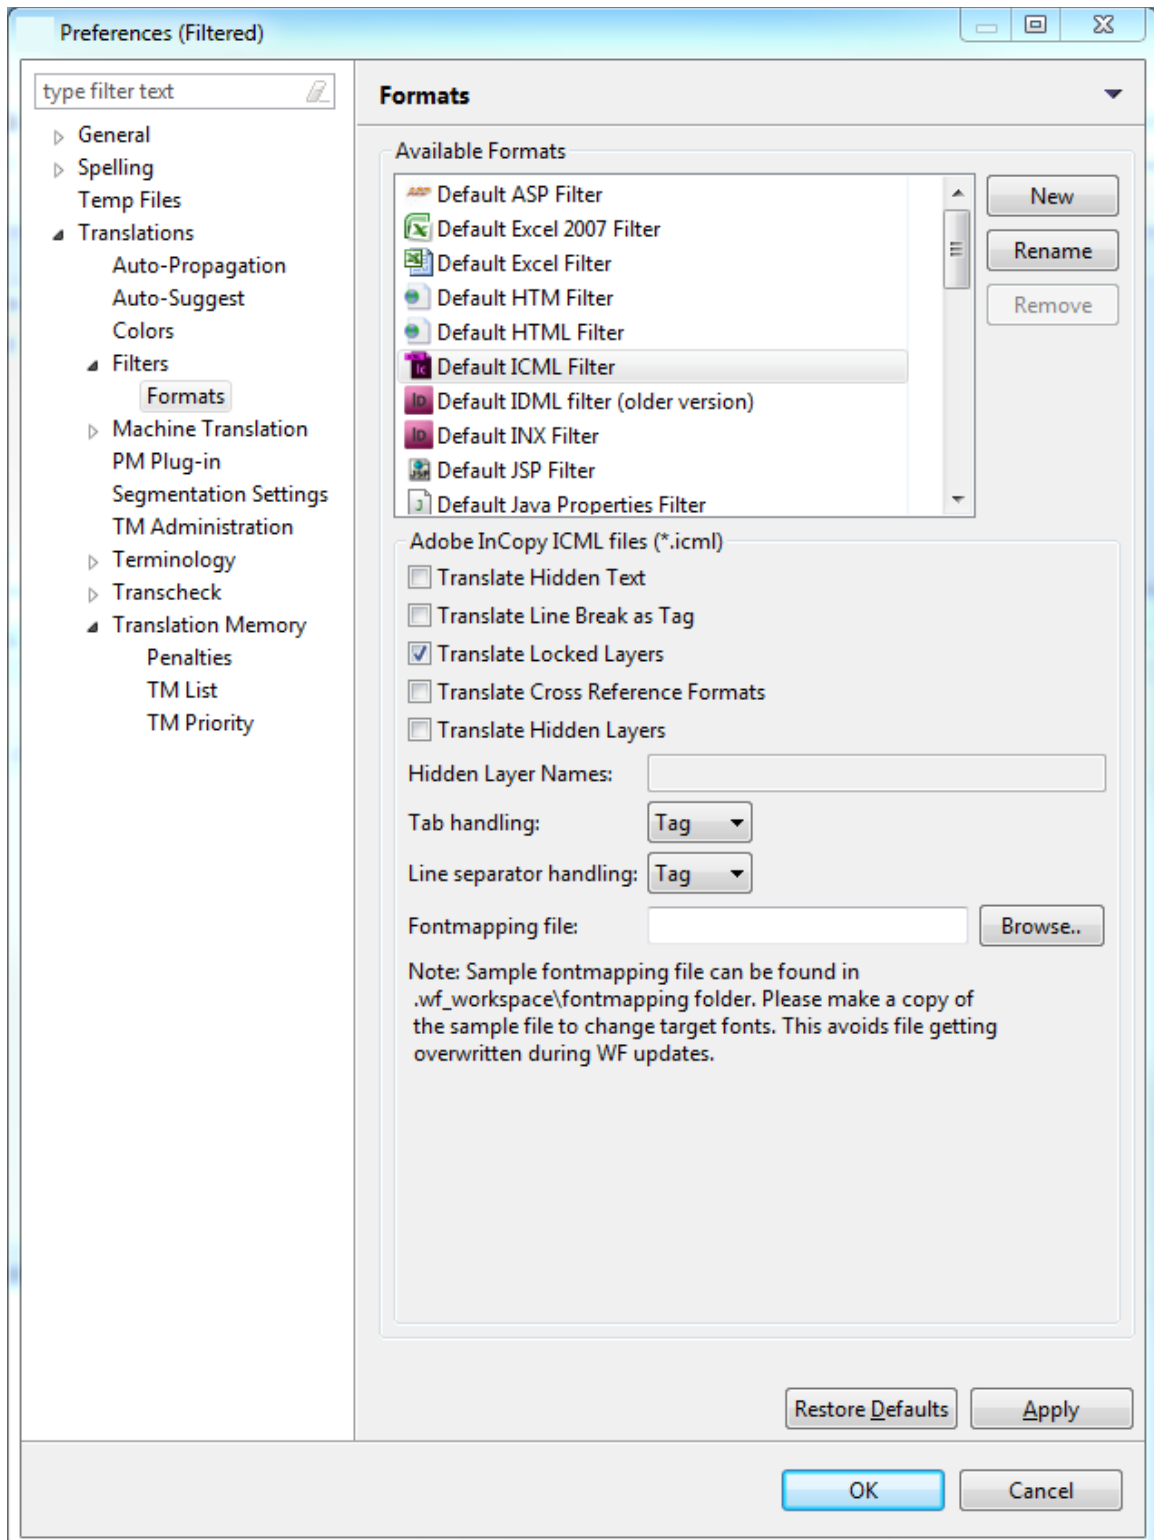 Preferences (Filtered)
type filter text
General
Spelling
Temp Files
Translations
Auto-Propagation
Auto-Suggest
Colors
Filters
Formats
Machine Translation
PM Plug-in
Segmentation Settings
TM Administration
Terminology
Transcheck
Translation Memory
Penalties
TM List
TM Priority
Formats
Available Formats
Default ASP Filter
Default Excel 2007 Filter
Default Excel Filter
Default HTM Filter
Default HTML Filter
Default ICML Filter
Default IDML filter (older version)
Default INX Filter
Default JSP Filter
Default Java Properties Filter
New
Rename
Remove
Adobe InCopy ICML files (*.icml)
Translate Hidden Text
Translate Line Break as Tag
Translate Locked Layers
Translate Cross Reference Formats
Translate Hidden Layers
Hidden Layer Names:
Tab handling: Tag
Line separator handling: Tag
Fontmapping file: Browse..
Note: Sample fontmapping file can be found in
.wf_workspace\fontmapping folder. Please make a copy of
the sample file to change target fonts. This avoids file getting
overwritten during WF updates.
Restore Defaults Apply
OK Cancel